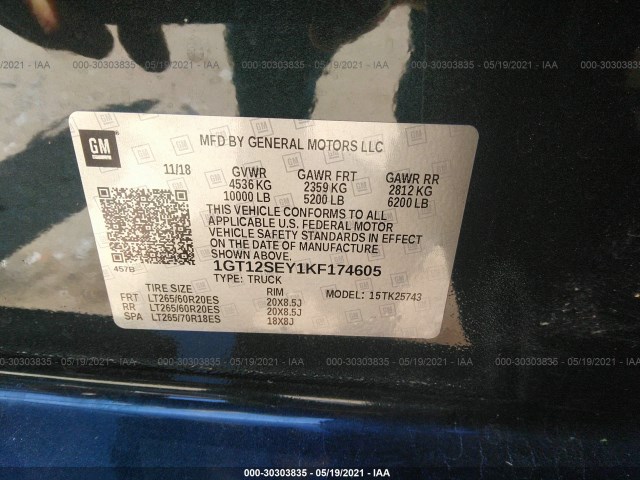 000-30303835 - 05/19/2021 - IAA
GM
MFD BY GENERAL MOTORS LLC
11/18
GVWR GAWR FRT GAWR RR
4536 KG 2359 KG 2812 KG
10000 LB 5200 LB 6200 LB
THIS VEHICLE CONFORMS TO ALL
APPLICABLE U.S. FEDERAL MOTOR
VEHICLE SAFETY STANDARDS IN EFFECT
ON THE DATE OF MANUFACTURE
SHOWN ABOVE.
457B
1GT12SEY1KF174605
TYPE: TRUCK
TIRE SIZE RIM MODEL: 15TK25743
FRT LT265/60R20ES 20X8.5J
RR LT265/60R20ES 20X8.5J
SPA LT265/70R18ES 18X8J
000-30303835 - 05/19/2021 - IAA